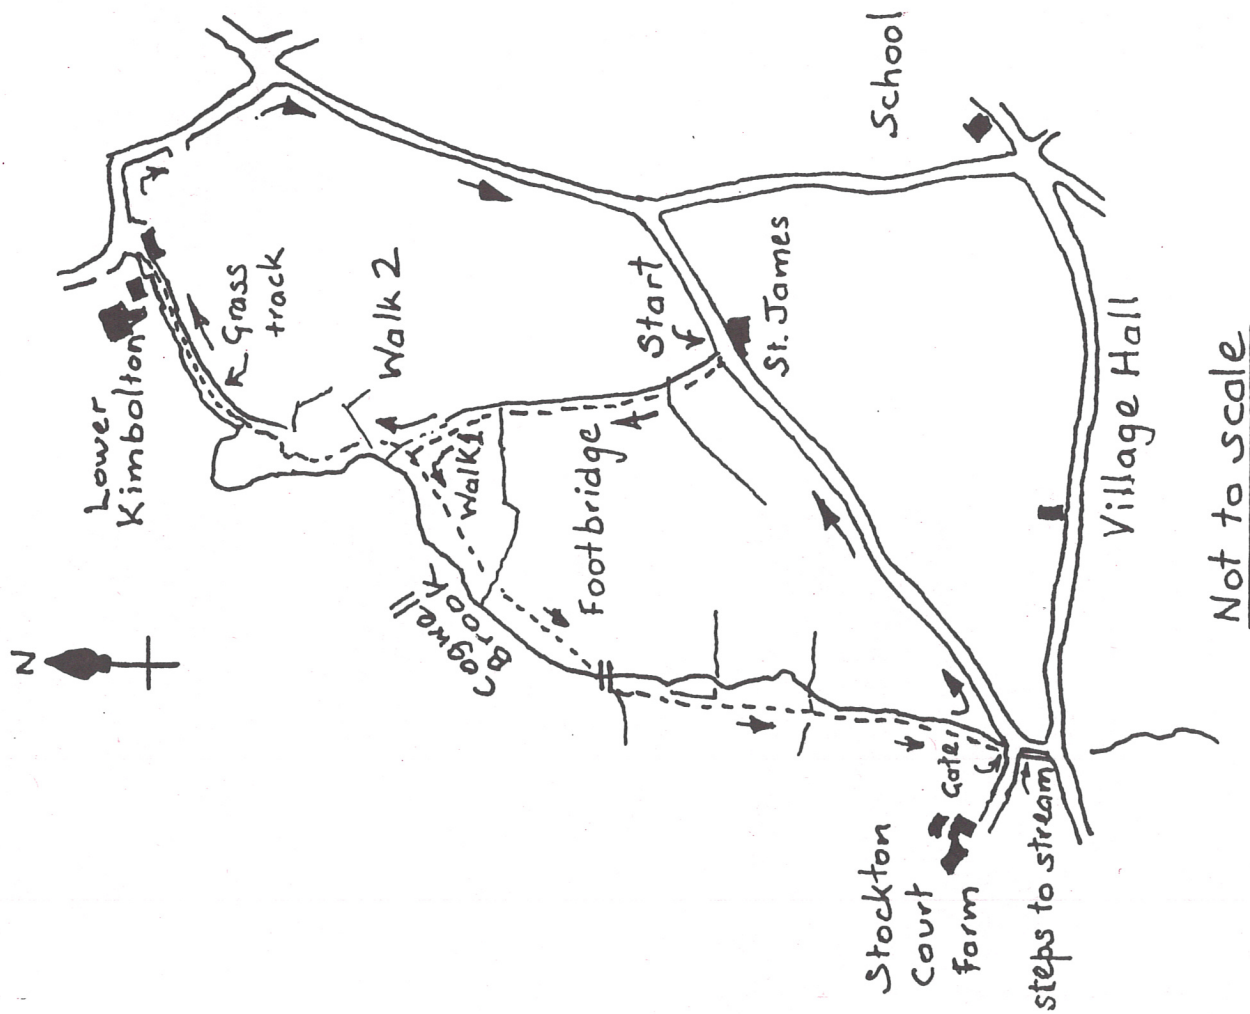 N
Lower
Kimbolton
Grass
track
Walk 2
School
Start
St. James
Walk 1
Cogwell
Brook
Footbridge
Gate
Stockton
Court
Farm
steps to stream
Village Hall
Not to scale